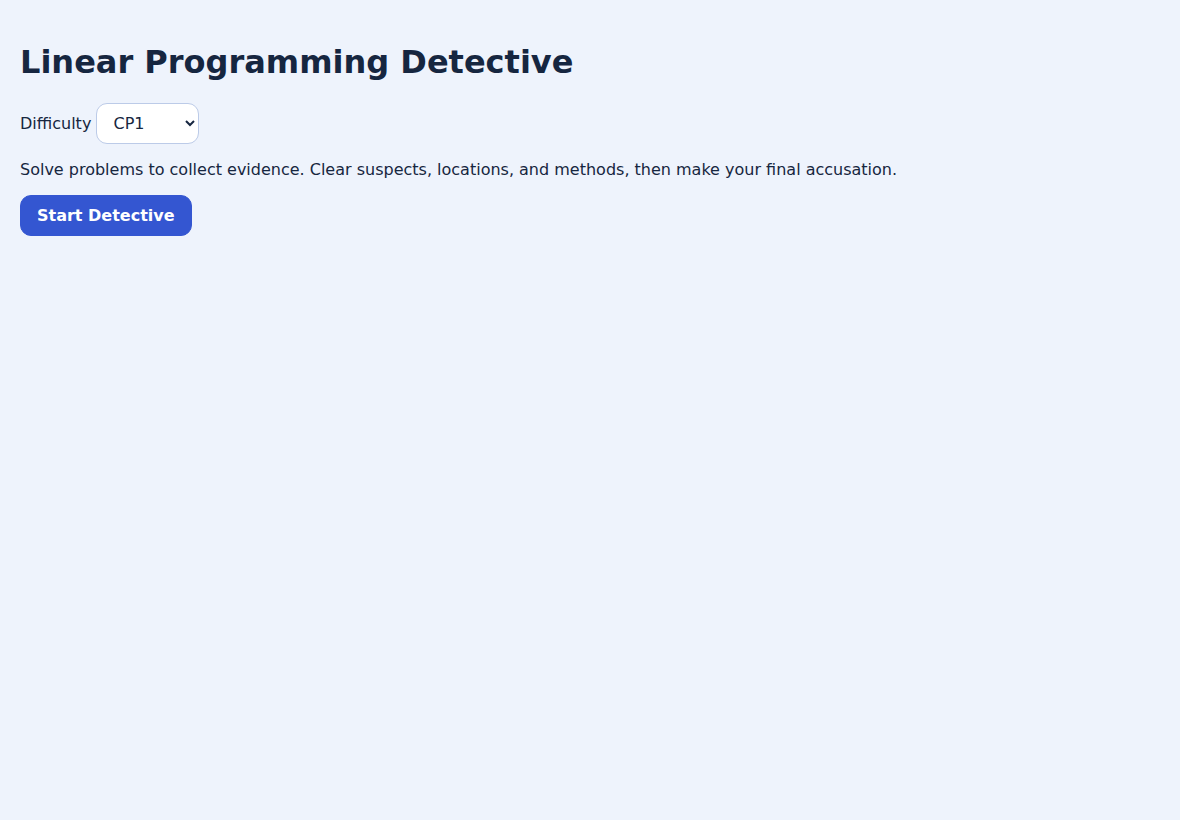 Linear Programming Detective
Difficulty CP1
Solve problems to collect evidence. Clear suspects, locations, and methods, then make your final accusation.
Start Detective